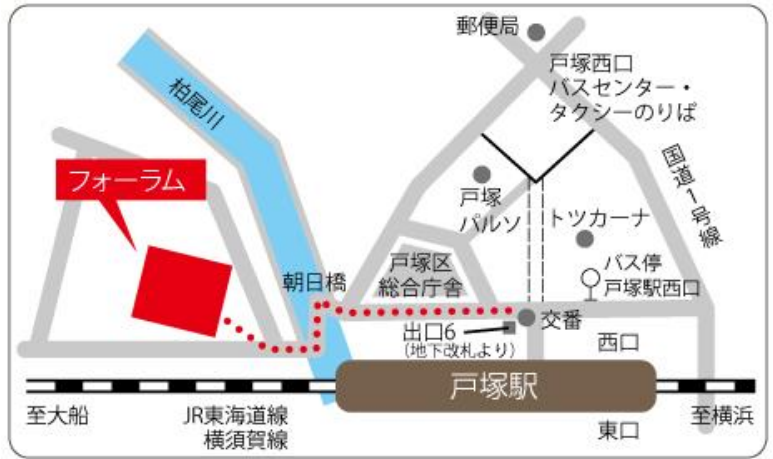 郵便局
戸塚西口
バスセンター・
タクシーのりば
柏尾川
国道1号線
フォーラム
戸塚
パルソ
トツカーナ
戸塚区
総合庁舎
バス停
戸塚駅西口
朝日橋
交番
出口6
(地下改札より)
西口
戸塚駅
至大船
JR東海道線
横須賀線
至横浜
東口